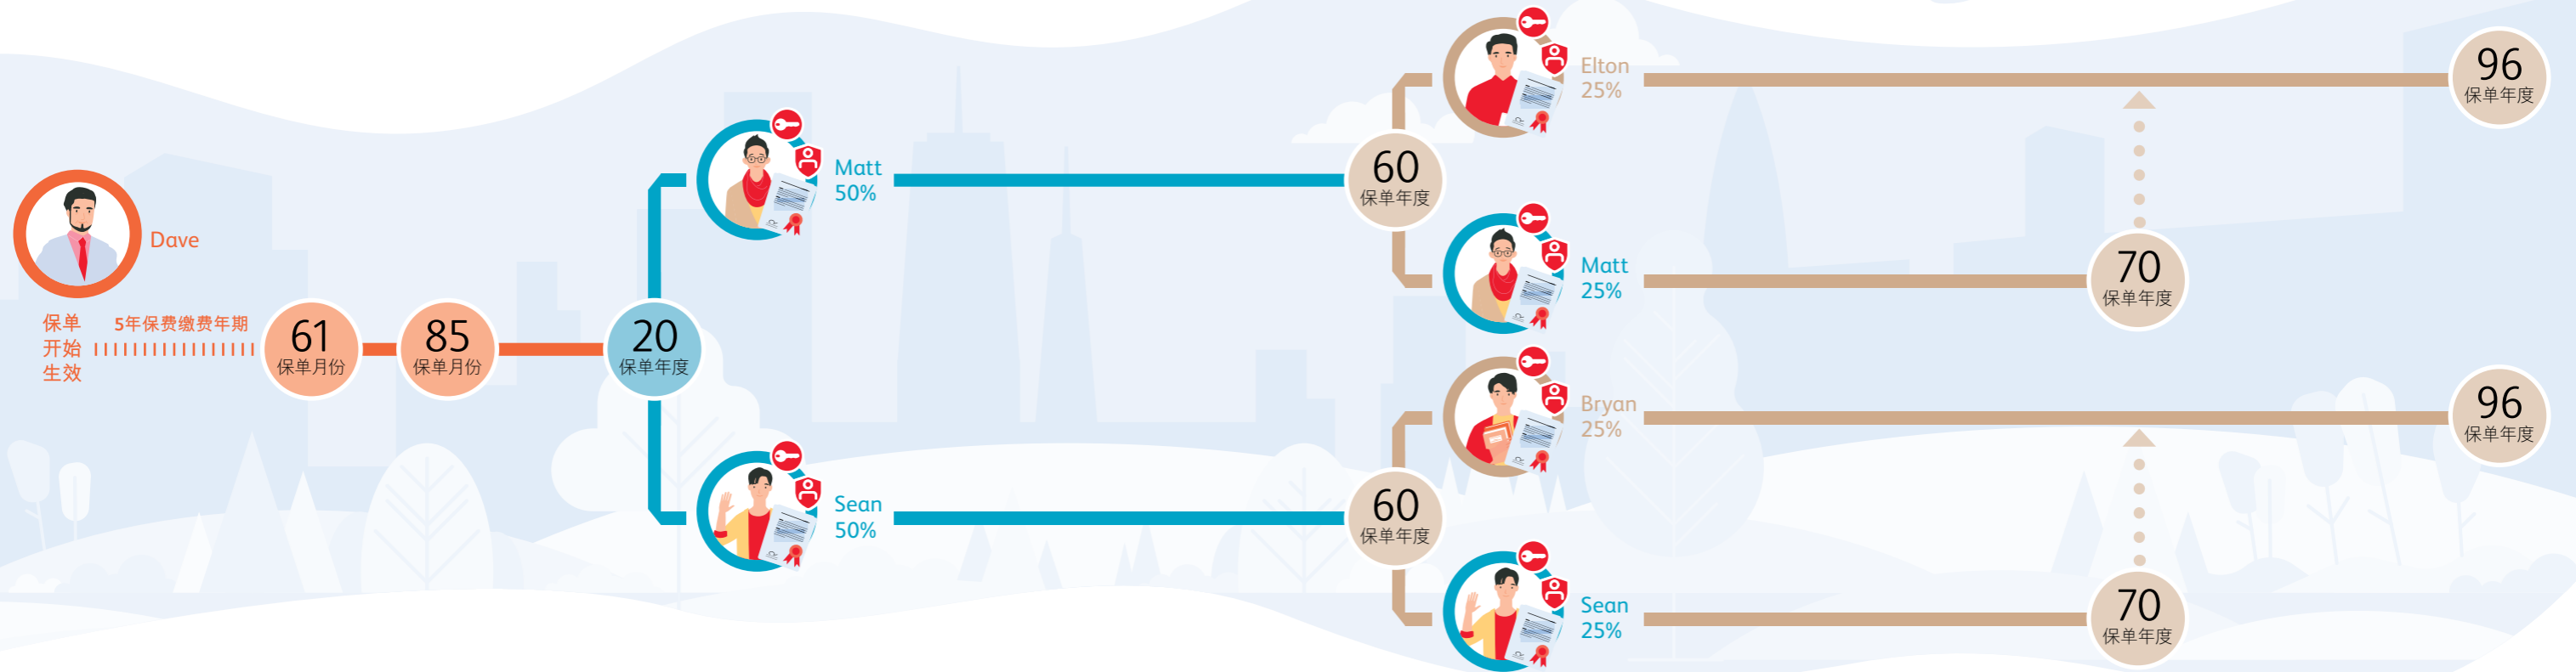 Dave
保单
开始
生效
5年保费缴费年期
61
保单月份
85
保单月份
20
保单年度
Matt
50%
Sean
50%
60
保单年度
60
保单年度
Elton
25%
Matt
25%
Bryan
25%
Sean
25%
70
保单年度
70
保单年度
96
保单年度
96
保单年度